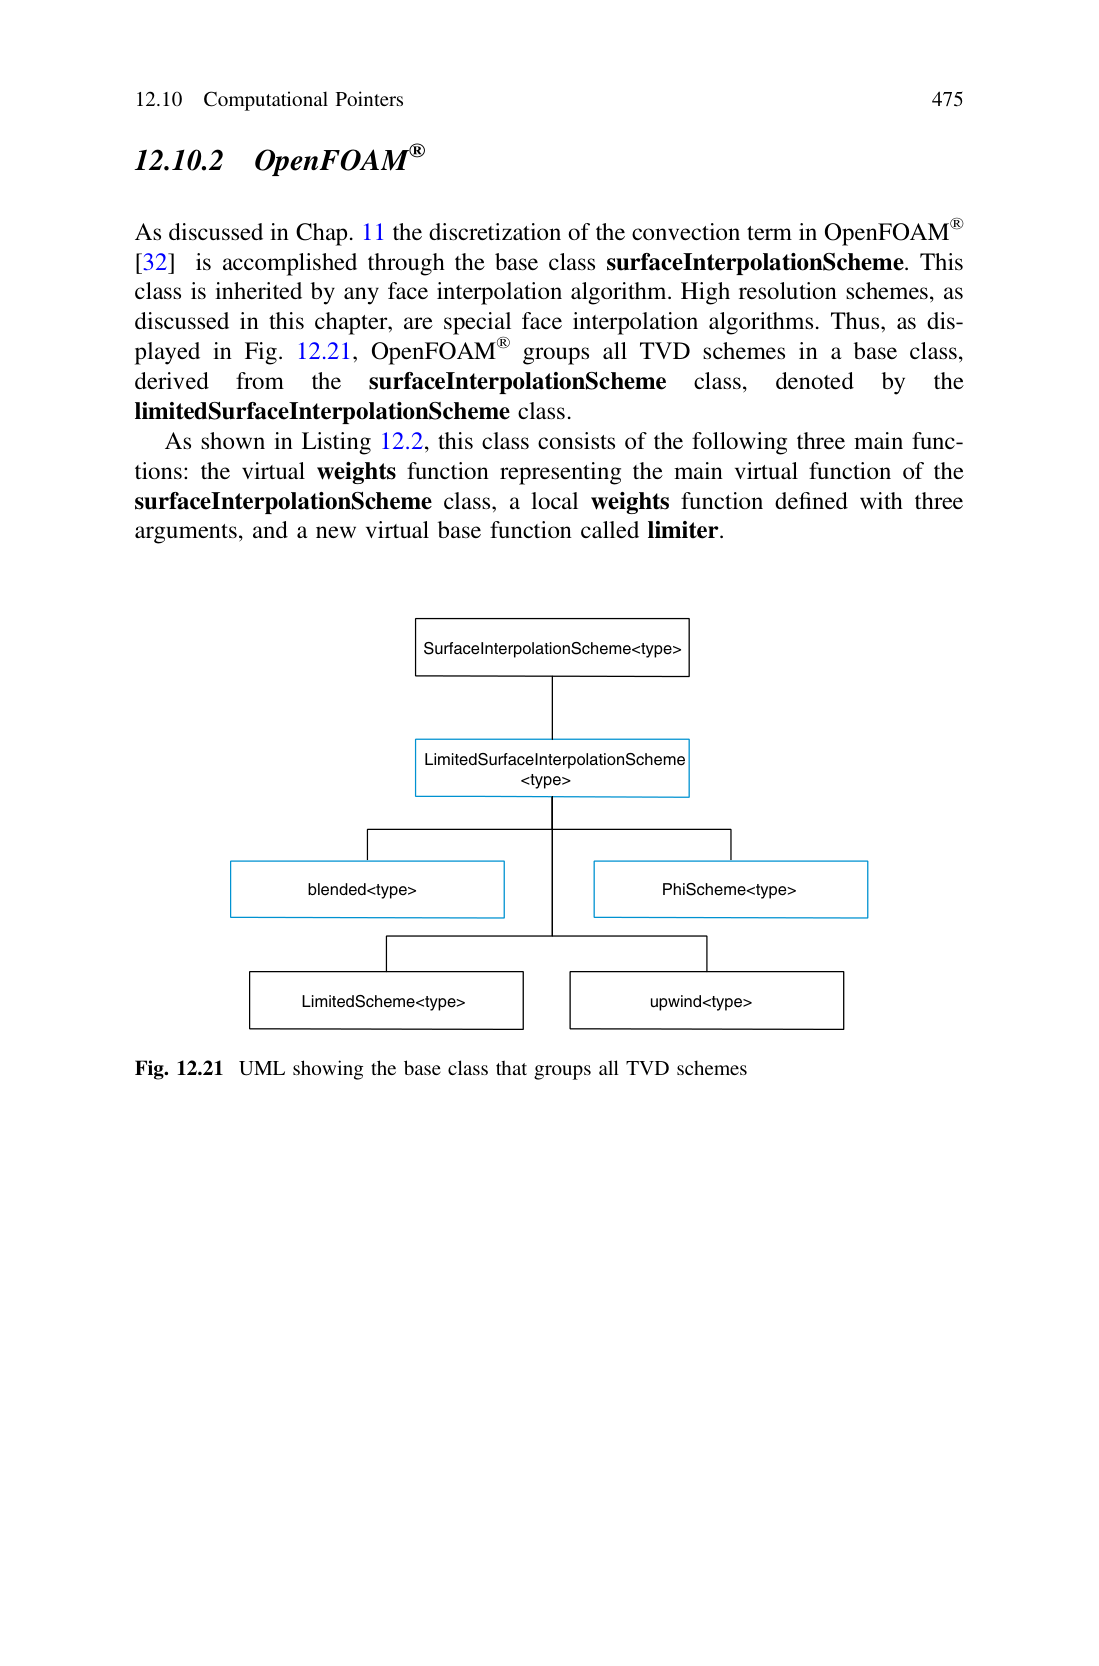 12.10 Computational Pointers 475
12.10.2 OpenFOAM®
As discussed in Chap. 11 the discretization of the convection term in OpenFOAM®
[32] is accomplished through the base class surfaceInterpolationScheme. This
class is inherited by any face interpolation algorithm. High resolution schemes, as
discussed in this chapter, are special face interpolation algorithms. Thus, as dis-
played in Fig. 12.21, OpenFOAM® groups all TVD schemes in a base class,
derived from the surfaceInterpolationScheme class, denoted by the
limitedSurfaceInterpolationScheme class.
As shown in Listing 12.2, this class consists of the following three main func-
tions: the virtual weights function representing the main virtual function of the
surfaceInterpolationScheme class, a local weights function defined with three
arguments, and a new virtual base function called limiter.
SurfaceInterpolationScheme<type>
LimitedSurfaceInterpolationScheme
<type>
blended<type>
PhiScheme<type>
LimitedScheme<type>
upwind<type>
Fig. 12.21 UML showing the base class that groups all TVD schemes